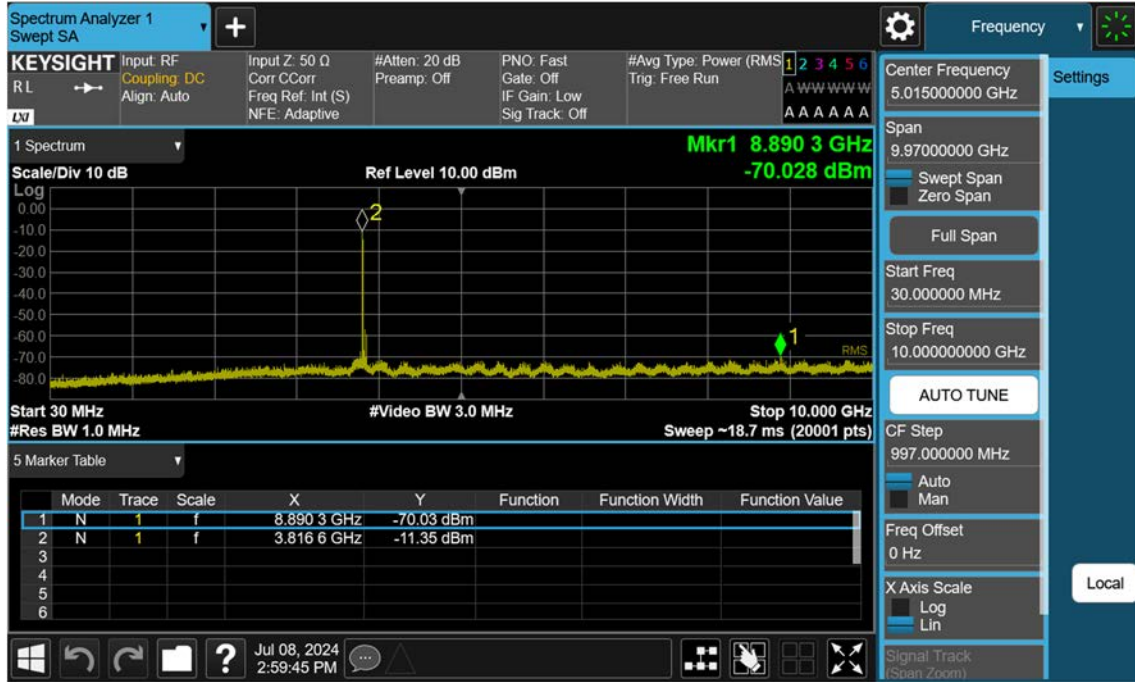 Spectrum Analyzer 1
Swept SA
Frequency
KEYSIGHT
R L
LXI
Input: RF
Coupling: DC
Align: Auto
Input Z: 50 Ω
Corr CCorr
Freq Ref: Int (S)
NFE: Adaptive
#Atten: 20 dB
Preamp: Off
PNO: Fast
Gate: Off
IF Gain: Low
Sig Track: Off
#Avg Type: Power (RMS
Trig: Free Run
1 2 3 4 5 6
A W W W W W
A A A A A A
1 Spectrum
Mkr1 8.890 3 GHz
Scale/Div 10 dB
Ref Level 10.00 dBm
-70.028 dBm
Log
0.00
-10.0
-20.0
-30.0
-40.0
-50.0
-60.0
-70.0
-80.0
2
1
RMS
Start 30 MHz
#Video BW 3.0 MHz
Stop 10.000 GHz
#Res BW 1.0 MHz
Sweep ~18.7 ms (20001 pts)
5 Marker Table
Mode Trace Scale X Y Function Function Width Function Value
1 N 1 f 8.890 3 GHz -70.03 dBm
2 N 1 f 3.816 6 GHz -11.35 dBm
3
4
5
6
?
Jul 08, 2024
2:59:45 PM
Center Frequency
5.015000000 GHz
Settings
Span
9.97000000 GHz
Swept Span
Zero Span
Full Span
Start Freq
30.000000 MHz
Stop Freq
10.000000000 GHz
AUTO TUNE
CF Step
997.000000 MHz
Auto
Man
Freq Offset
0 Hz
X Axis Scale
Log
Lin
Local
Signal Track
(Span Zoom)